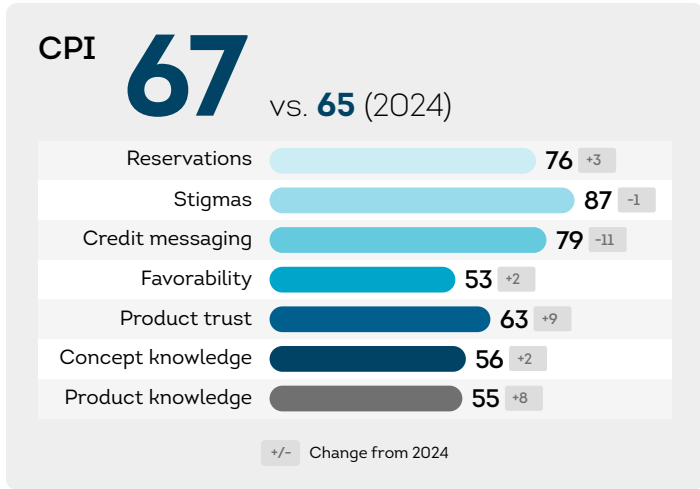 CPI 67 vs. 65 (2024)
Reservations 76 +3
Stigmas 87 -1
Credit messaging 79 -11
Favorability 53 +2
Product trust 63 +9
Concept knowledge 56 +2
Product knowledge 55 +8
+/- Change from 2024